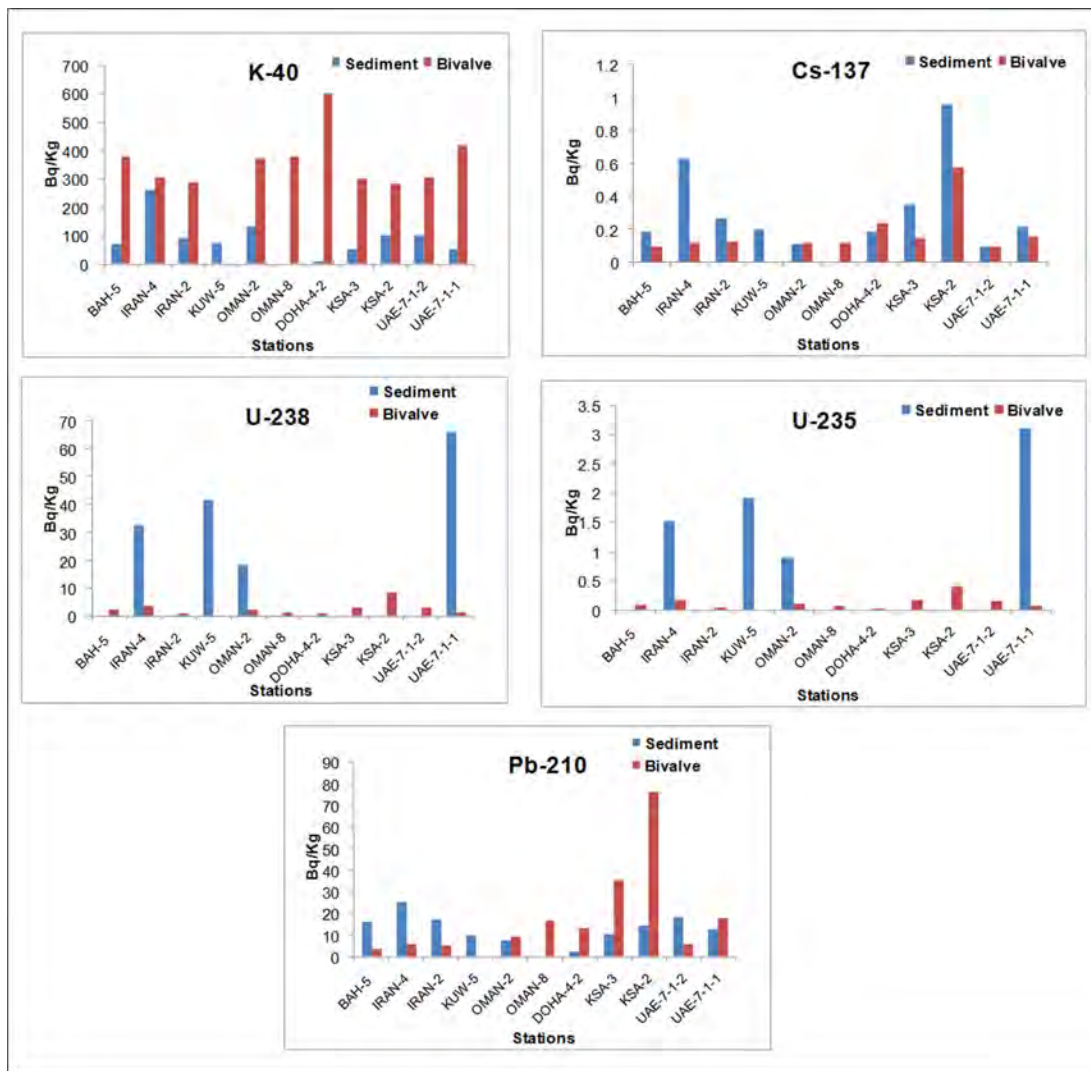 K-40
Sediment Bivalve
700
600
500
400
300
200
100
0
Bq/Kg
BAH-5 IRAN-4 IRAN-2 KUW-5 OMAN-2 OMAN-8 DOHA-4-2 KSA-3 KSA-2 UAE-7-1-2 UAE-7-1-1
Stations
Cs-137
Sediment Bivalve
1.2
1
0.8
0.6
0.4
0.2
0
Bq/Kg
BAH-5 IRAN-4 IRAN-2 KUW-5 OMAN-2 OMAN-8 DOHA-4-2 KSA-3 KSA-2 UAE-7-1-2 UAE-7-1-1
Stations
U-238
Sediment
Bivalve
70
60
50
40
30
20
10
0
Bq/Kg
BAH-5 IRAN-4 IRAN-2 KUW-5 OMAN-2 OMAN-8 DOHA-4-2 KSA-3 KSA-2 UAE-7-1-2 UAE-7-1-1
Stations
U-235
Sediment Bivalve
3.5
3
2.5
2
1.5
1
0.5
0
Bq/Kg
BAH-5 IRAN-4 IRAN-2 KUW-5 OMAN-2 OMAN-8 DOHA-4-2 KSA-3 KSA-2 UAE-7-1-2 UAE-7-1-1
Stations
Pb-210
Sediment
Bivalve
90
80
70
60
50
40
30
20
10
0
Bq/Kg
BAH-5 IRAN-4 IRAN-2 KUW-5 OMAN-2 OMAN-8 DOHA-4-2 KSA-3 KSA-2 UAE-7-1-2 UAE-7-1-1
Stations